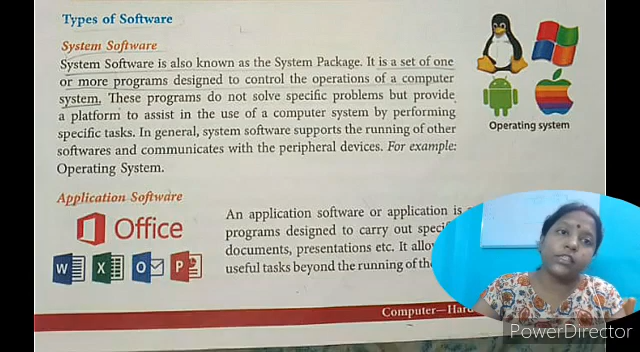 Types of Software
System Software
System Software is also known as the System Package. It is a set of one
or more programs designed to control the operations of a computer
system. These programs do not solve specific problems but provide
a platform to assist in the use of a computer system by performing
specific tasks. In general, system software supports the running of other
softwares and communicates with the peripheral devices. For example:
Operating System.
Operating system
Application Software
Office
An application software or application is
programs designed to carry out
documents, presentations etc. It
useful tasks beyond the running of
Computer—
PowerDirector